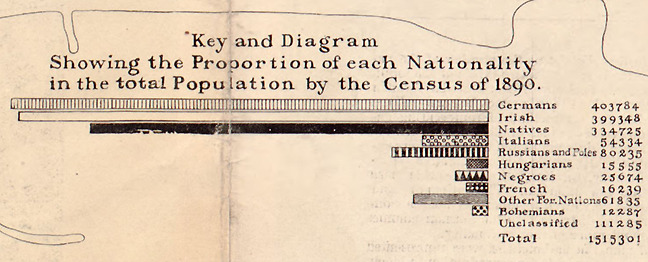 Key and Diagram
Showing the Proportion of each Nationality
in the total Population by the Census of 1890.
Germans 403784
Irish 399348
Natives 334725
Italians 54334
Russians and Poles 80235
Hungarians 15555
Negroes 25074
French 16239
Other For. Nations 61835
Bohemians 12287
Unclassified 111285
Total 1515301